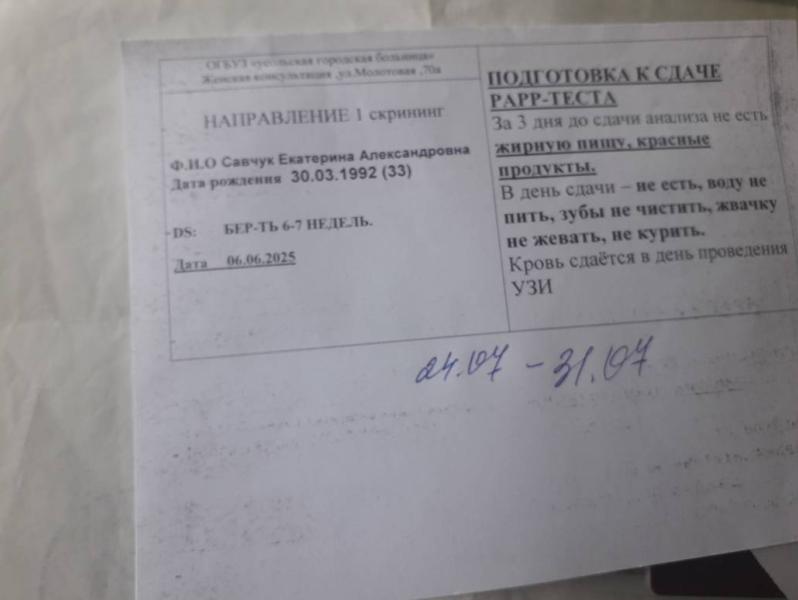 ОГБУЗ «усольская городская больница»
Женская консультация ,ул.Молотовая ,70а
НАПРАВЛЕНИЕ 1 скрининг
Ф.И.О Савчук Екатерина Александровна
Дата рождения 30.03.1992 (33)
DS: БЕР-ТЬ 6-7 НЕДЕЛЬ.
Дата 06.06.2025
ПОДГОТОВКА К СДАЧЕ
РАРР-ТЕСТА
За 3 дня до сдачи анализа не есть
жирную пищу, красные
продукты.
В день сдачи – не есть, воду не
пить, зубы не чистить, жвачку
не жевать, не курить.
Кровь сдаётся в день проведения
УЗИ
24.07 - 31.07